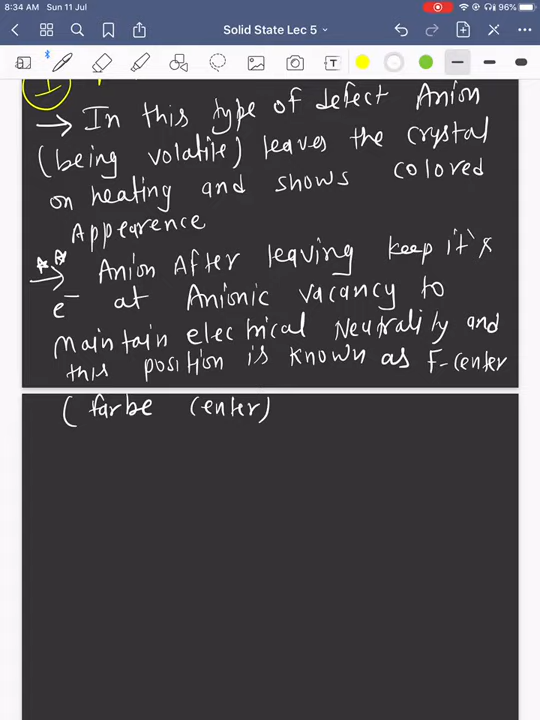 8:34 AM Sun 11 Jul
Solid State Lec 5
96%
T
I
→ In this type of defect Anion
(being volatile) leaves the crystal
on heating and shows colored
Appearence
→ Anion After leaving keep it's
e⁻ at Anionic vacancy to
Maintain electrical Neutrality and
this position is known as F-center
(farbe center)